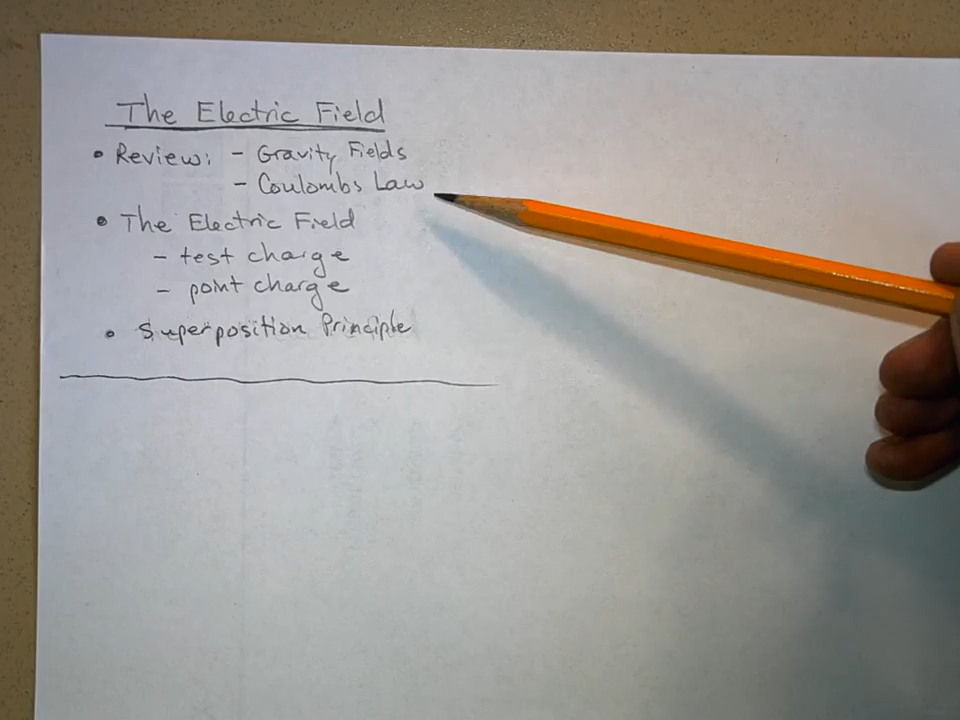 The Electric Field
• Review: - Gravity Fields
- Coulombs Law
• The Electric Field
- test charge
- point charge
• Superposition Principle